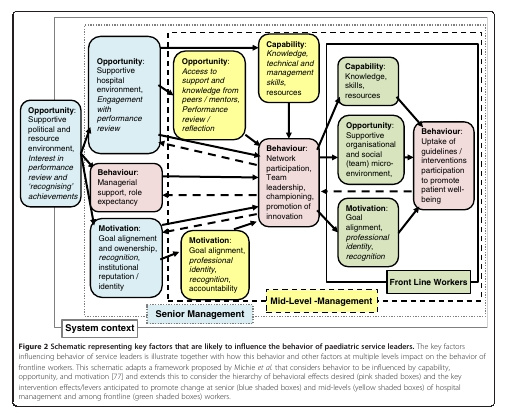 Opportunity:
Supportive
political and
resource
environment,
Interest in
performance
review and
'recognising'
achievements
Opportunity:
Supportive
hospital
environment,
Engagement
with
performance
review
Behaviour:
Managerial
support, role
expectancy
Motivation:
Goal alignement
and owenership,
recognition,
institutional
reputation /
identity
Opportunity:
Access to
support and
knowledge from
peers / mentors,
Performance
review /
reflection
Capability:
Knowledge,
technical and
management
skills,
resources
Behaviour:
Network
participation,
Team
leadership,
championing,
promotion of
innovation
Motivation:
Goal alignment,
professional
identity,
recognition,
accountability
Capability:
Knowledge,
skills,
resources
Opportunity:
Supportive
organisational
and social
(team) micro-
environment,
Motivation:
Goal
alignment,
professional
identity,
recognition
Behaviour:
Uptake of
guidelines /
interventions
participation
to promote
patient well-
being
Front Line Workers
Mid-Level -Management
Senior Management
System context
Figure 2 Schematic representing key factors that are likely to influence the behavior of paediatric service leaders. The key factors
influencing behavior of service leaders is illustrate together with how this behavior and factors at multiple levels impact on the behavior of
frontline workers. This schematic adapts a framework proposed by Michie et al. that considers behavior to be influenced by capability,
opportunity, and motivation [77] and extends this to consider the hierarchy of behavioral effects desired (pink shaded boxes) and the key
intervention effects/levers anticipated to promote change at senior (blue shaded boxes) and mid-levels (yellow shaded boxes) of hospital
management and among frontline (green shaded boxes) workers.